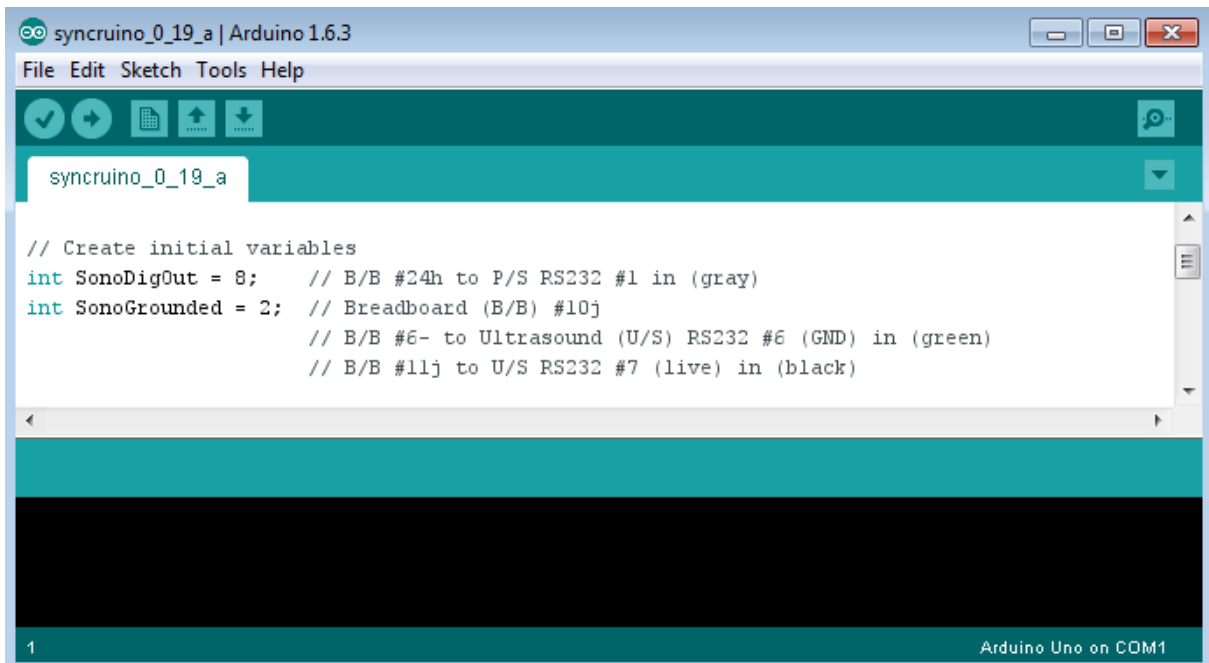 syncruino_0_19_a | Arduino 1.6.3
File Edit Sketch Tools Help
syncruino_0_19_a
// Create initial variables
int SonoDigOut = 8; // B/B #24h to P/S RS232 #1 in (gray)
int SonoGrounded = 2; // Breadboard (B/B) #10j
// B/B #6- to Ultrasound (U/S) RS232 #6 (GND) in (green)
// B/B #11j to U/S RS232 #7 (live) in (black)
1 Arduino Uno on COM1